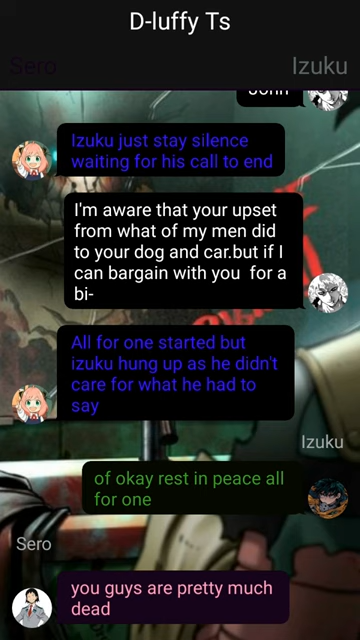 D-luffy Ts
Sero
Izuku
John
Izuku just stay silence
waiting for his call to end
I'm aware that your upset
from what of my men did
to your dog and car.but if I
can bargain with you for a
bi-
All for one started but
izuku hung up as he didn't
care for what he had to
say
Izuku
of okay rest in peace all
for one
Sero
you guys are pretty much
dead